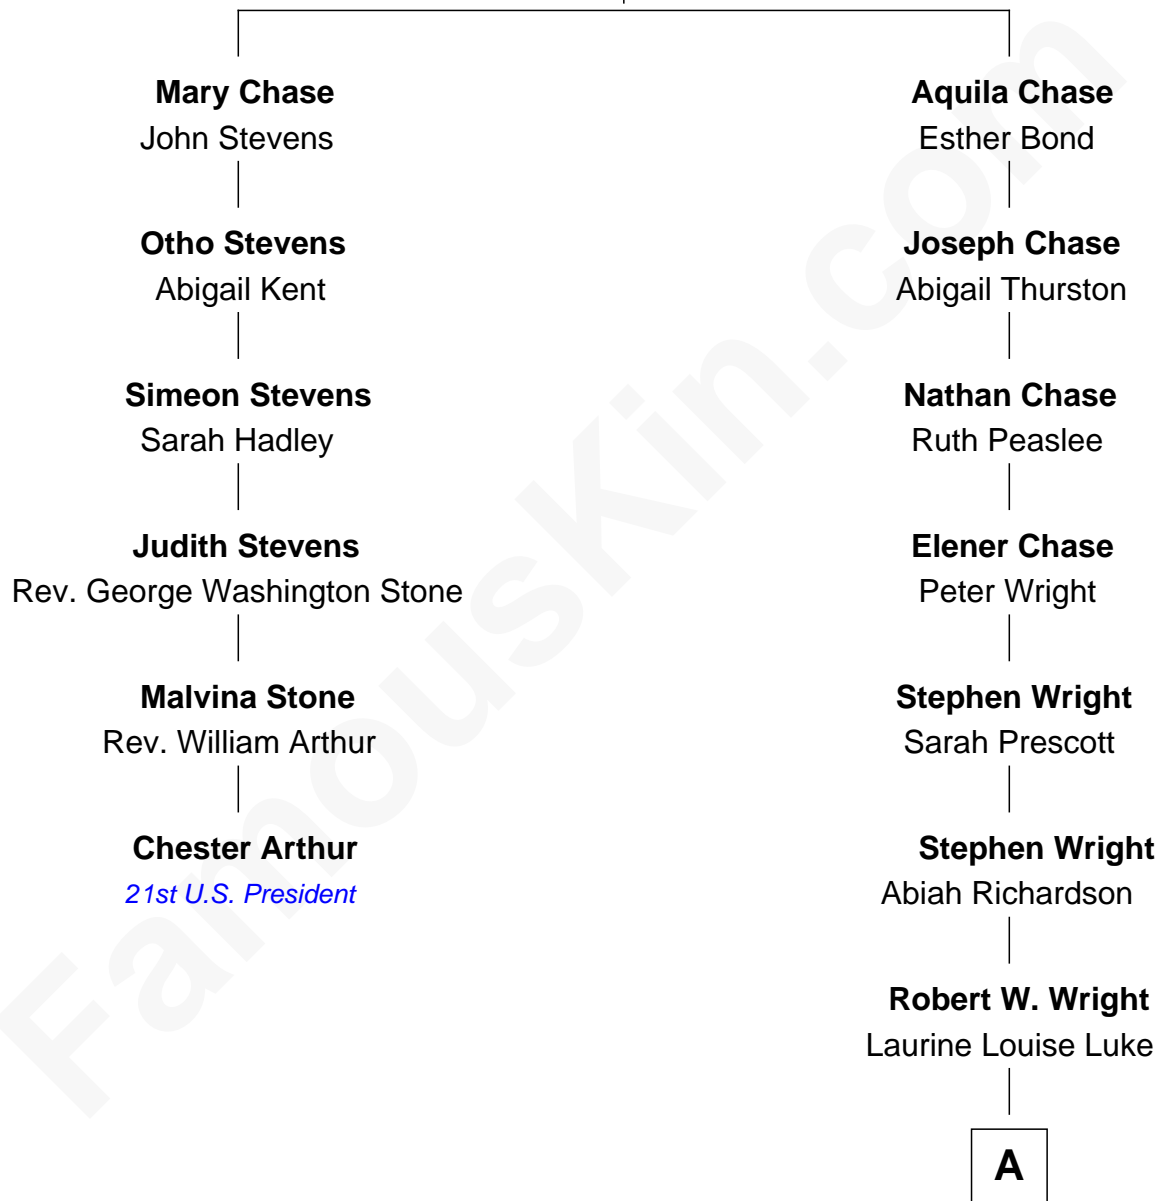 Mary Chase
John Stevens
Otho Stevens
Abigail Kent
Simeon Stevens
Sarah Hadley
Judith Stevens
Rev. George Washington Stone
Malvina Stone
Rev. William Arthur
Chester Arthur
21st U.S. President
Aquila Chase
Esther Bond
Joseph Chase
Abigail Thurston
Nathan Chase
Ruth Peaslee
Elener Chase
Peter Wright
Stephen Wright
Sarah Prescott
Stephen Wright
Abiah Richardson
Robert W. Wright
Laurine Louise Luke
A
FamousKin.com